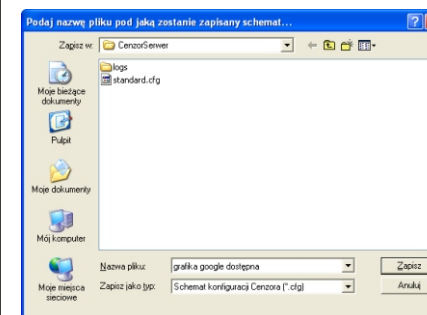 Podaj nazwę pliku pod jaką zostanie zapisany schemat...
Zapisz w: CenzorSerwer
logs
standard.cfg
Moje bieżące
dokumenty
Pulpit
Moje dokumenty
Mój komputer
Moje miejsca
sieciowe
Nazwa pliku: grafika google dostępna Zapisz
Zapisz jako typ: Schemat konfiguracji Cenzora (*.cfg) Anuluj